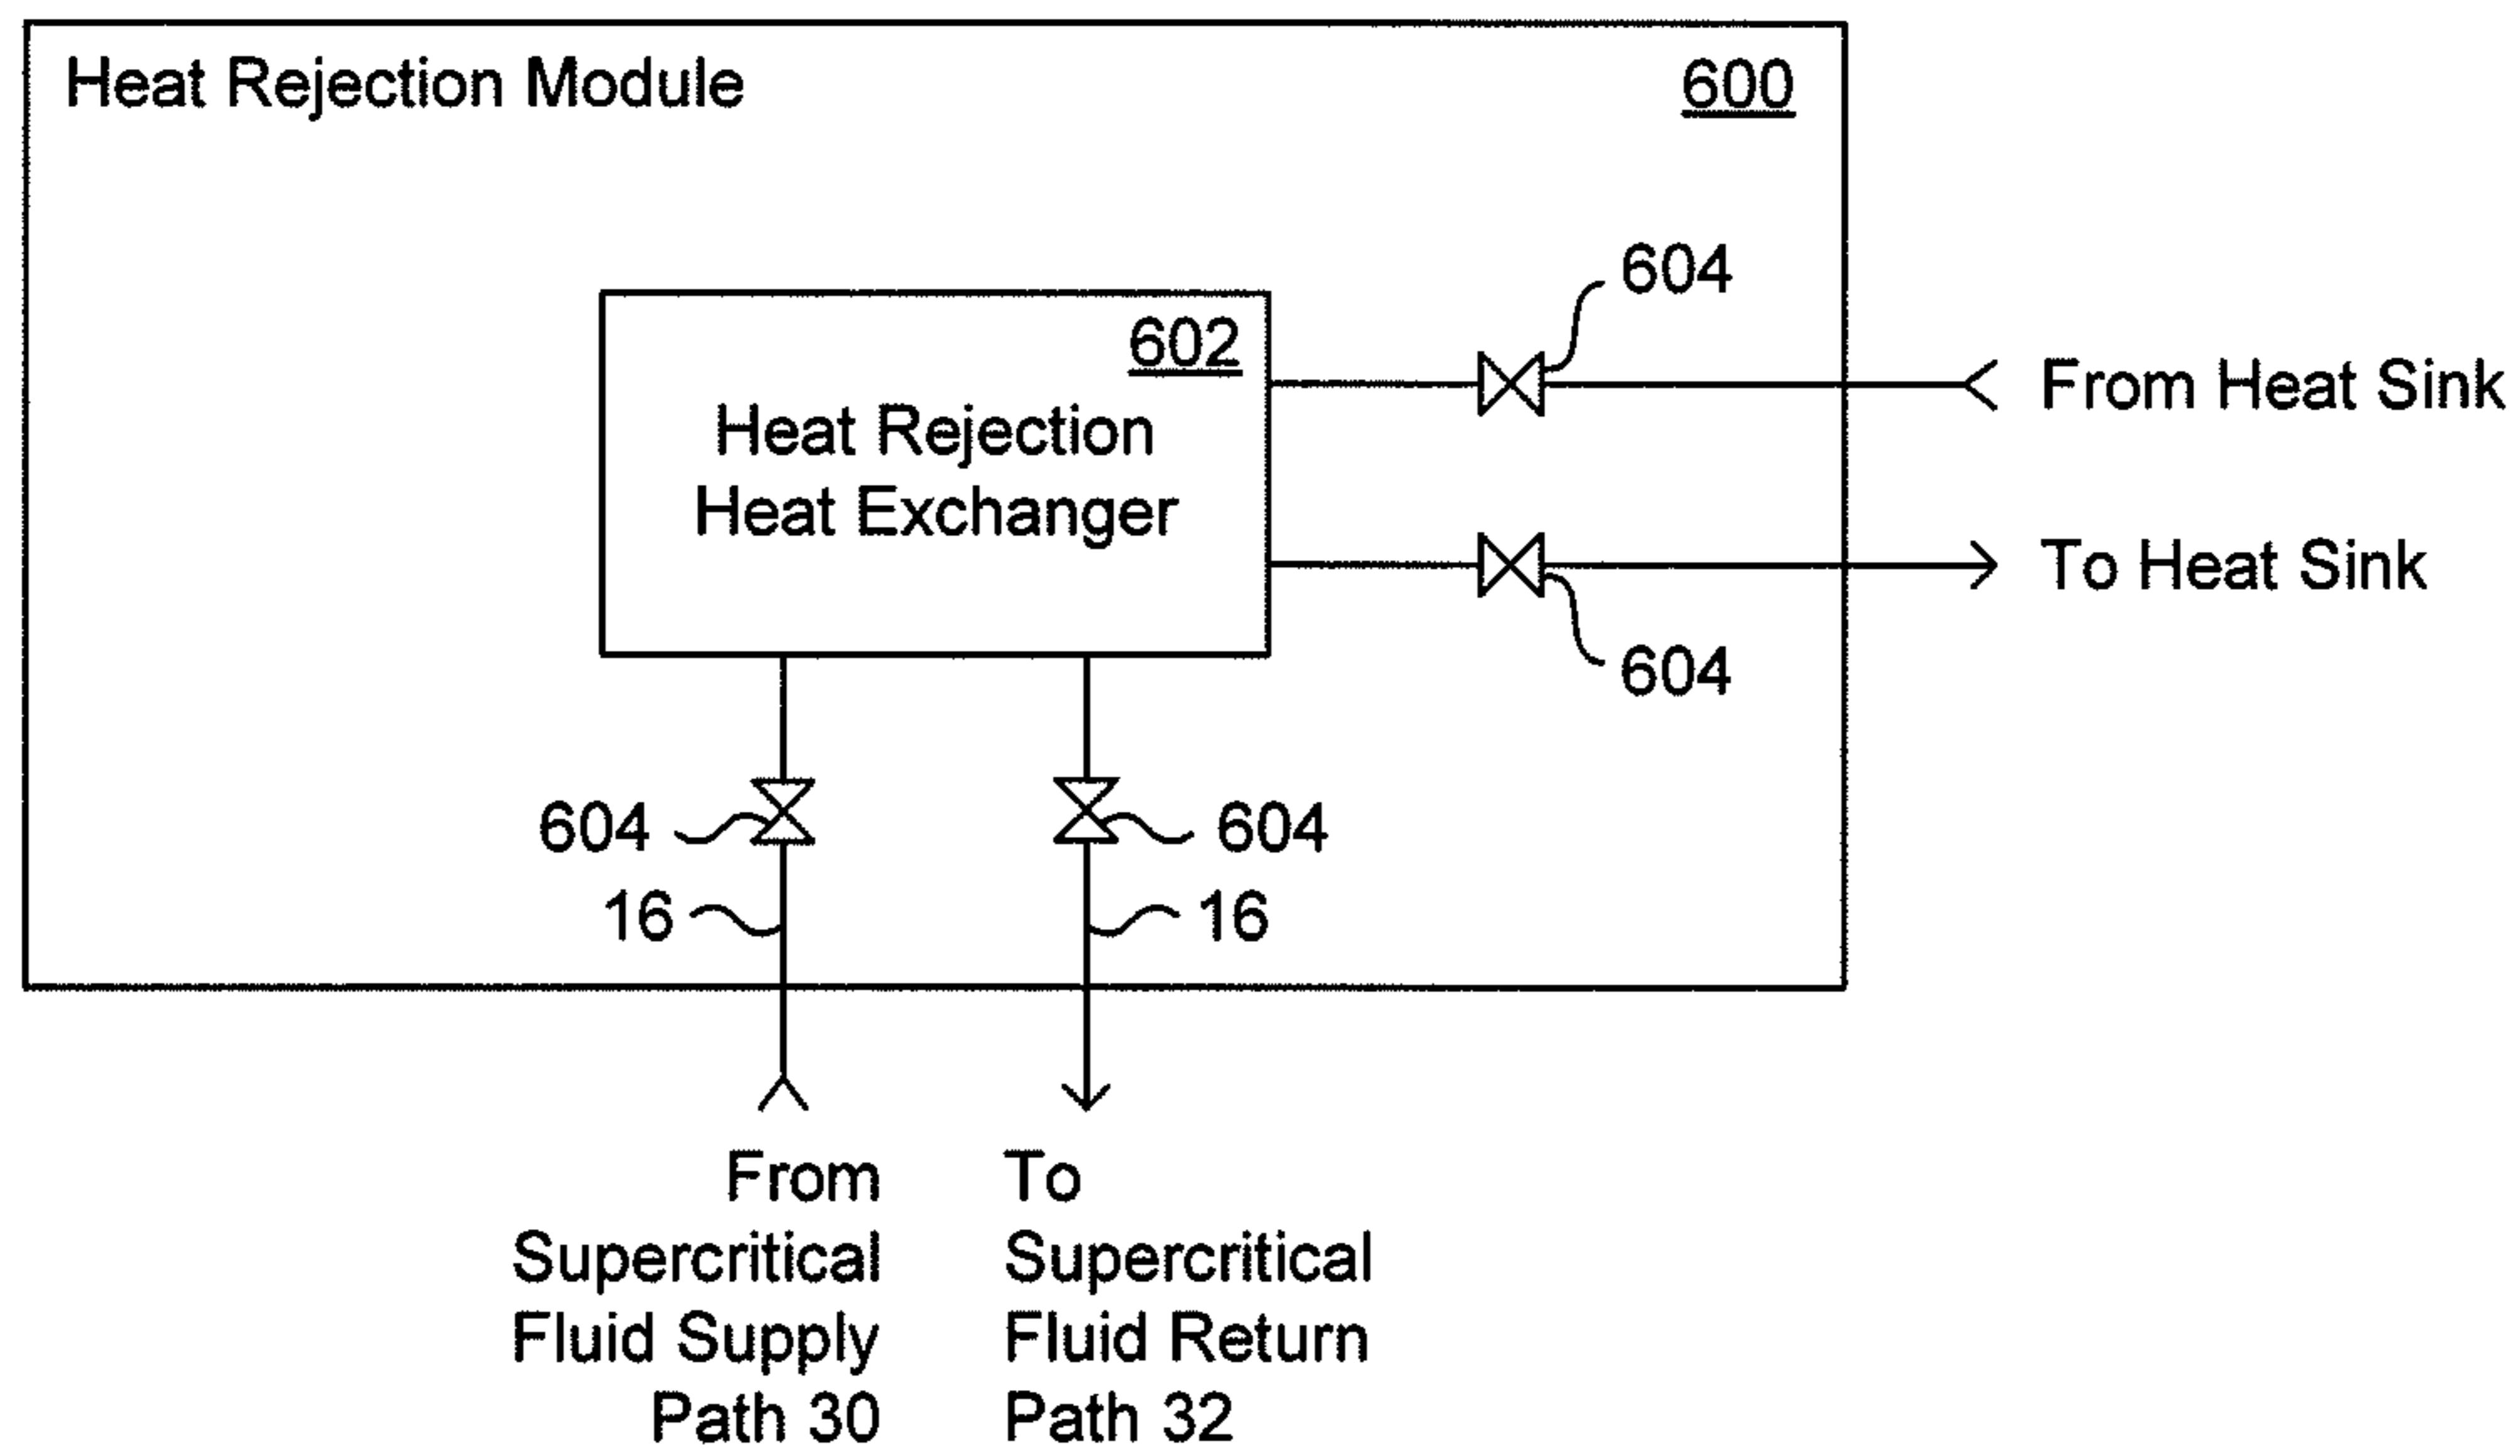 Heat Rejection Module
600
604
602
From Heat Sink
Heat Rejection
Heat Exchanger
To Heat Sink
604
604
604
16
16
From
Supercritical
Fluid Supply
Path 30
To
Supercritical
Fluid Return
Path 32